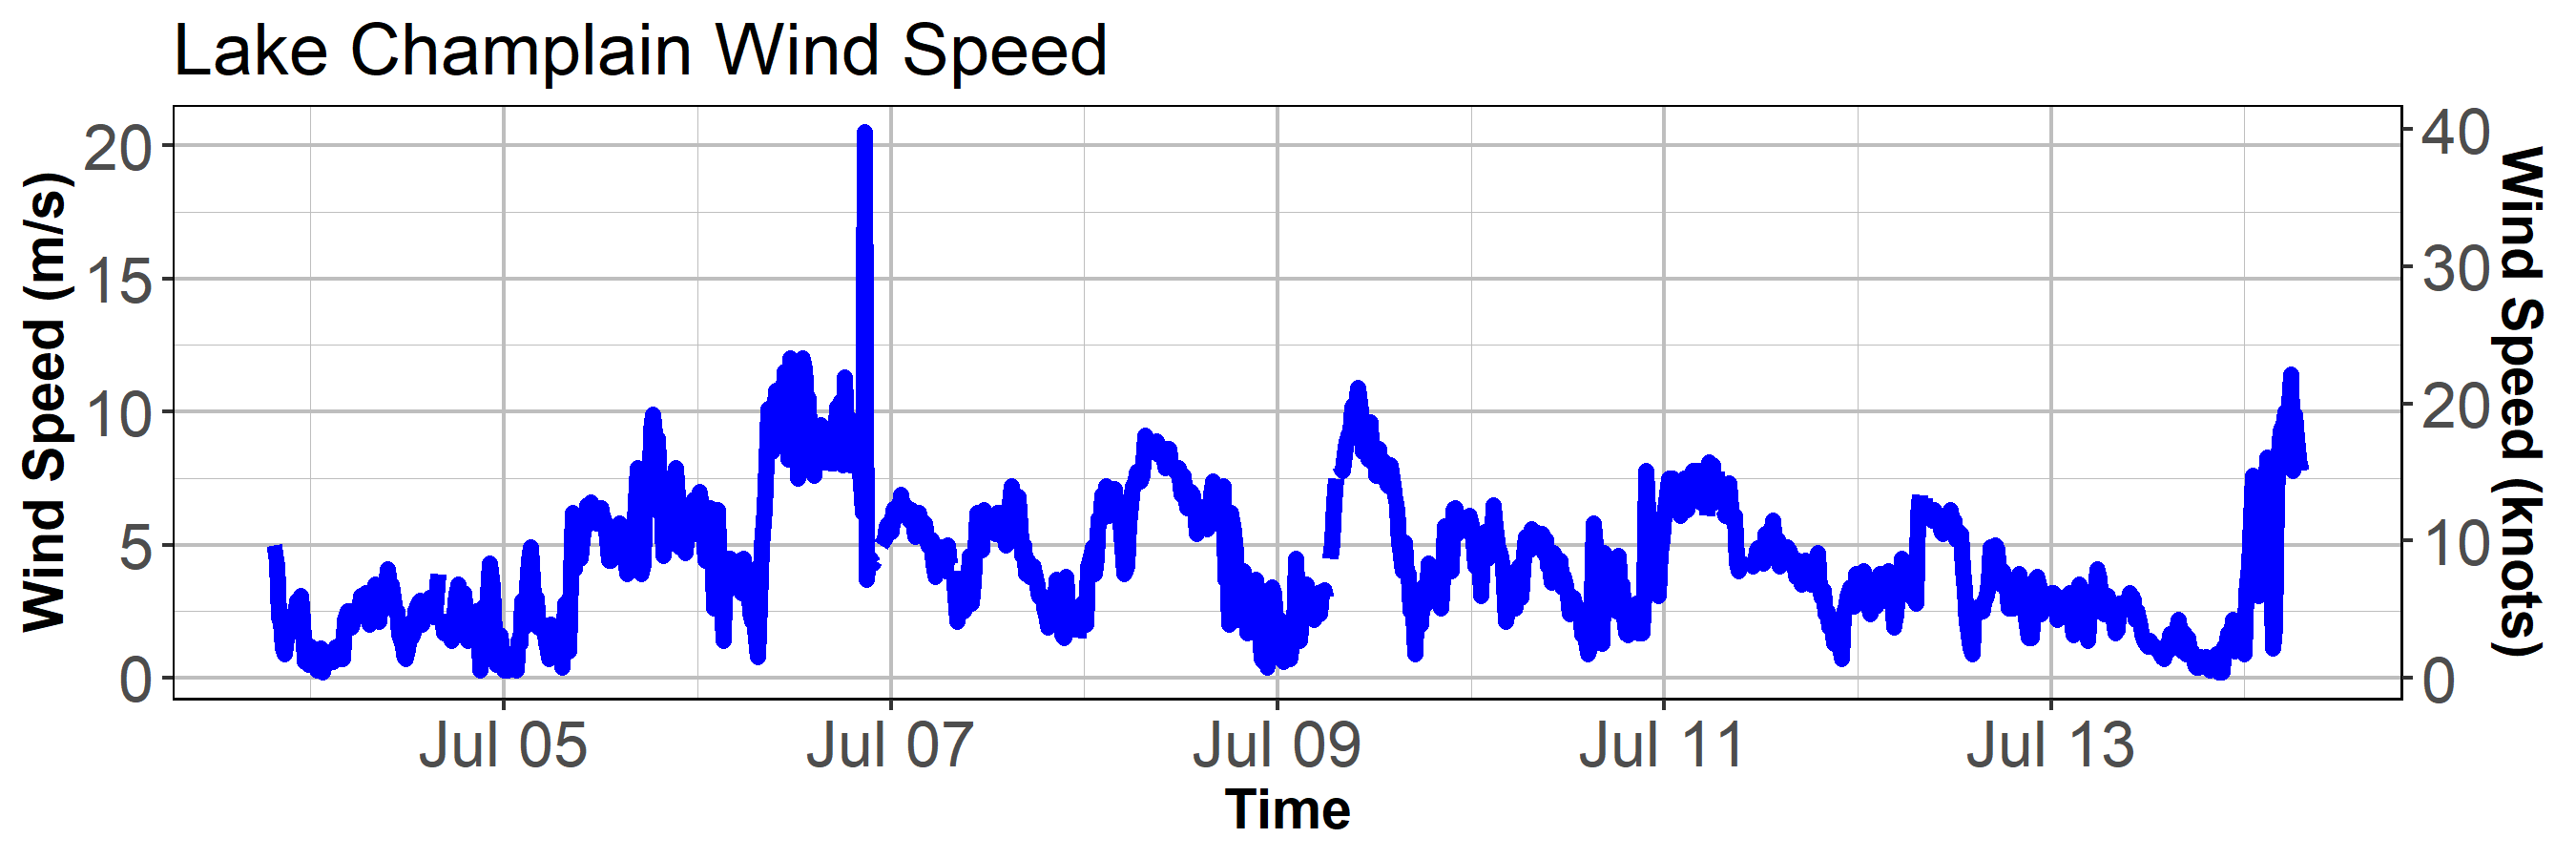 Lake Champlain Wind Speed
Wind Speed (m/s)
20
15
10
5
0
40
30
20
10
0
Wind Speed (knots)
Jul 05 Jul 07 Jul 09 Jul 11 Jul 13
Time